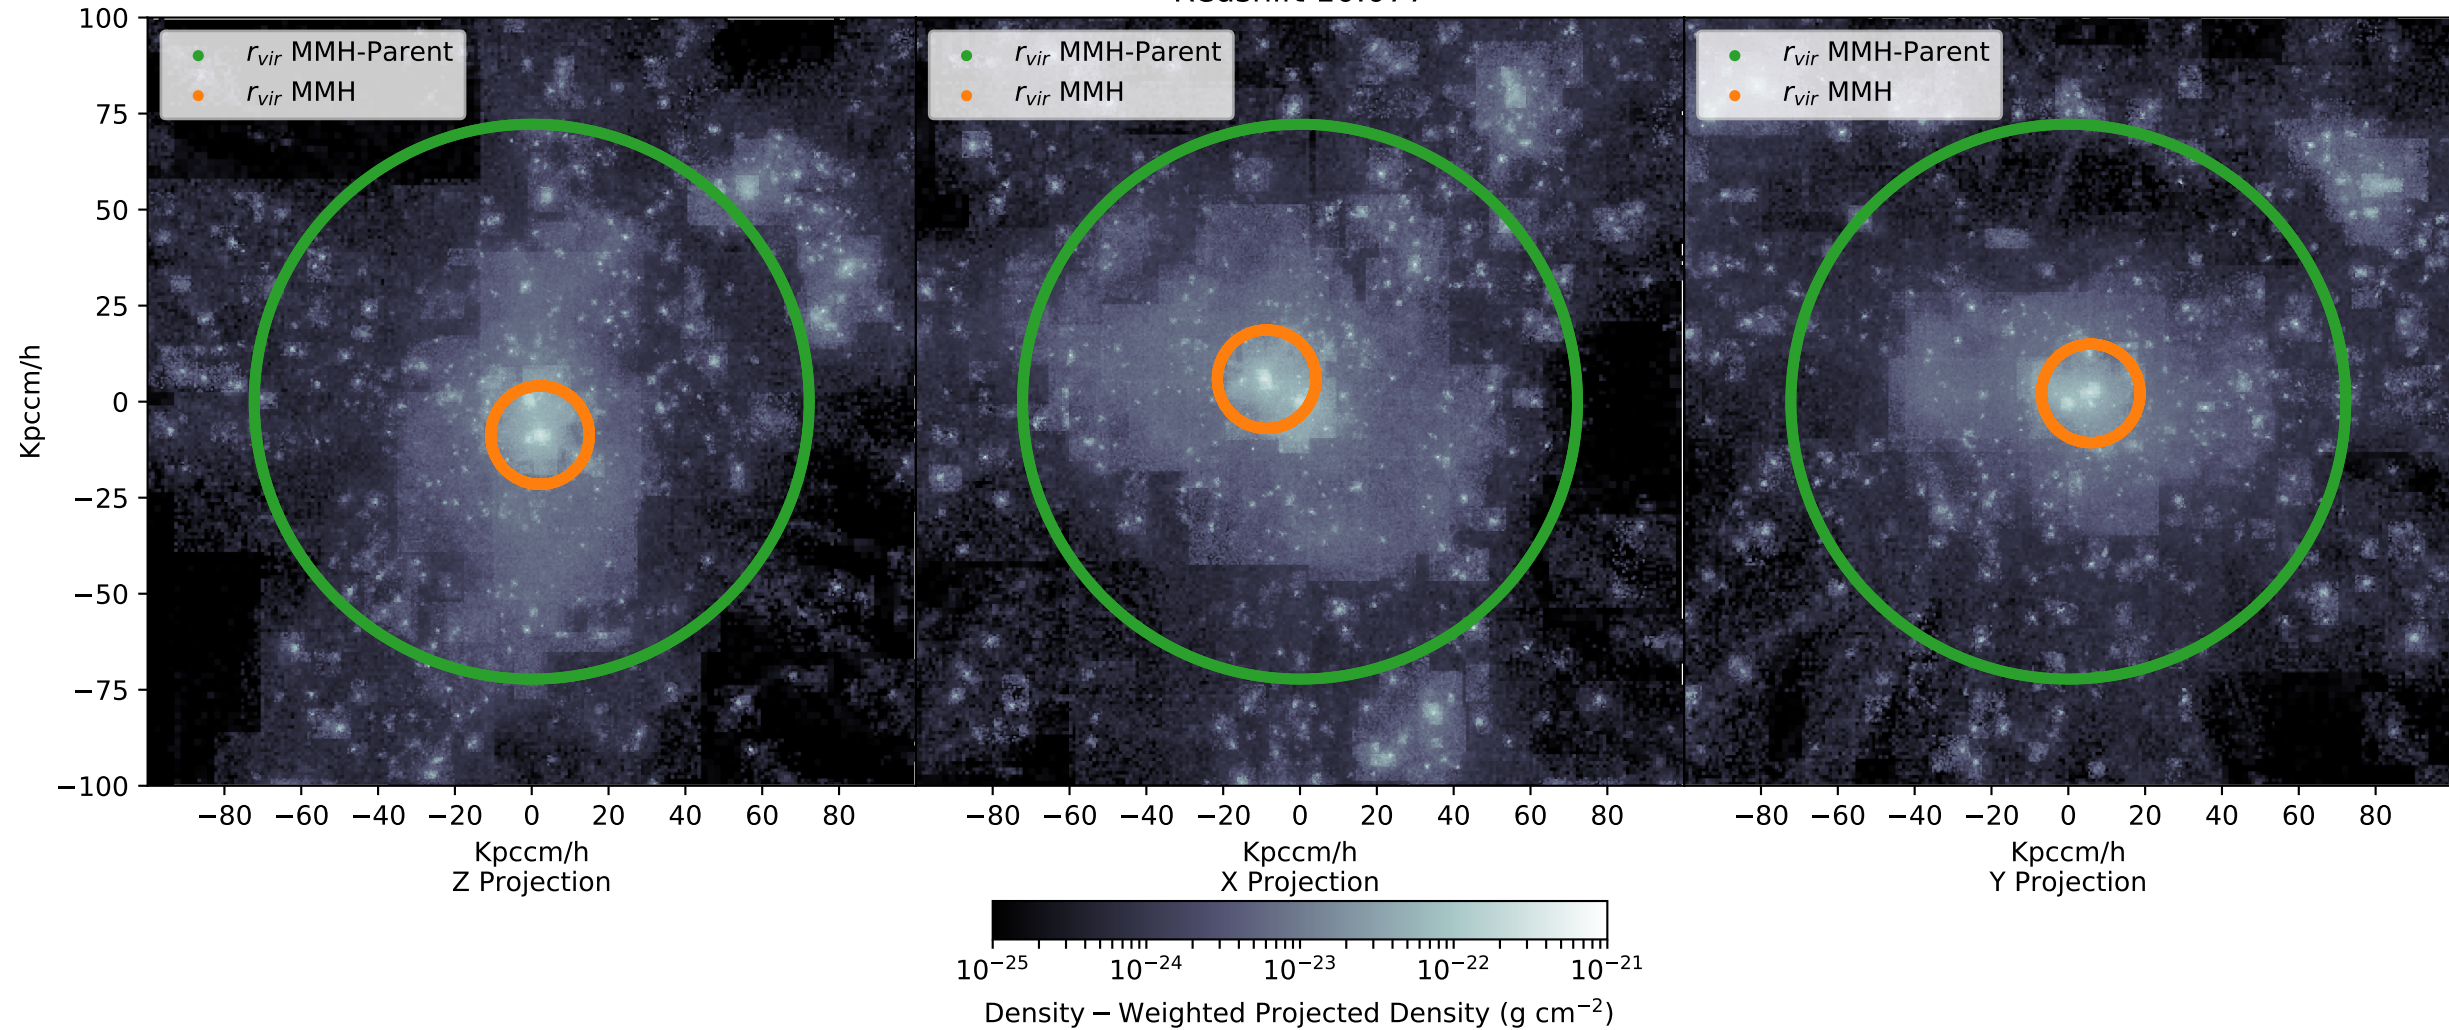 100
75
50
25
0
−25
−50
−75
−100
Kpccm/h
r_vir MMH-Parent
r_vir MMH
r_vir MMH-Parent
r_vir MMH
r_vir MMH-Parent
r_vir MMH
−80 −60 −40 −20 0 20 40 60 80
−80 −60 −40 −20 0 20 40 60 80
−80 −60 −40 −20 0 20 40 60 80
Kpccm/h
Z Projection
Kpccm/h
X Projection
Kpccm/h
Y Projection
10⁻²⁵ 10⁻²⁴ 10⁻²³ 10⁻²² 10⁻²¹
Density − Weighted Projected Density (g cm⁻²)